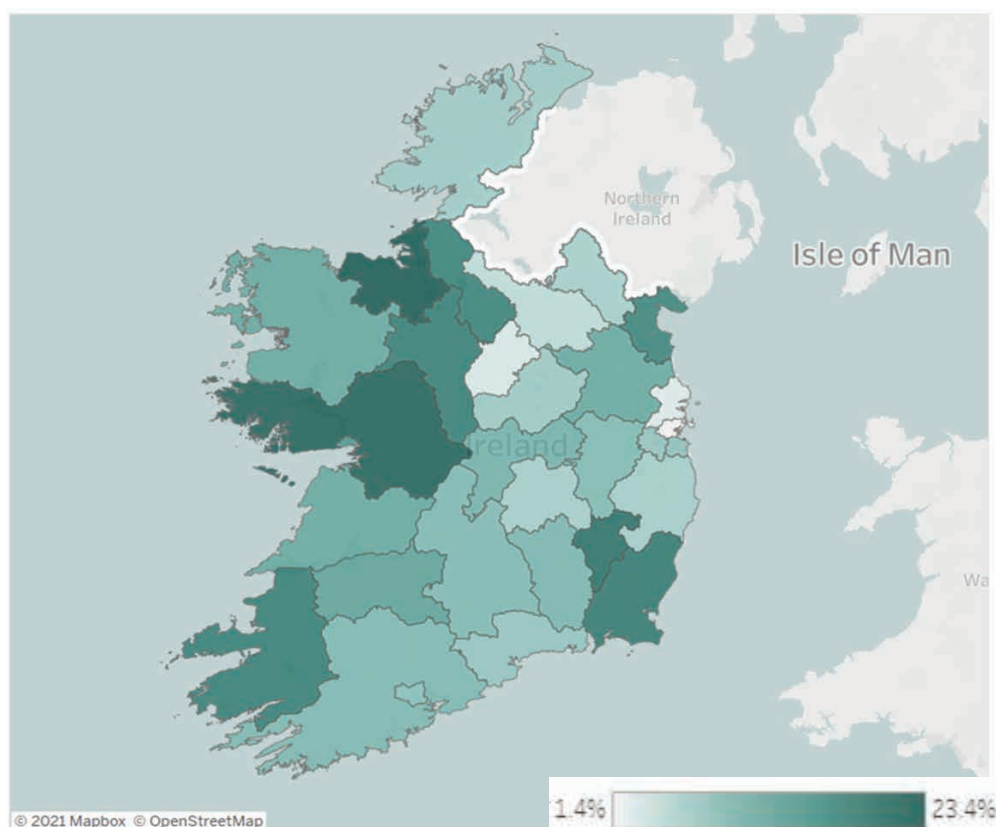 Northern
Ireland
Isle of Man
Ireland
Wa
© 2021 Mapbox © OpenStreetMap
1.4%
23.4%